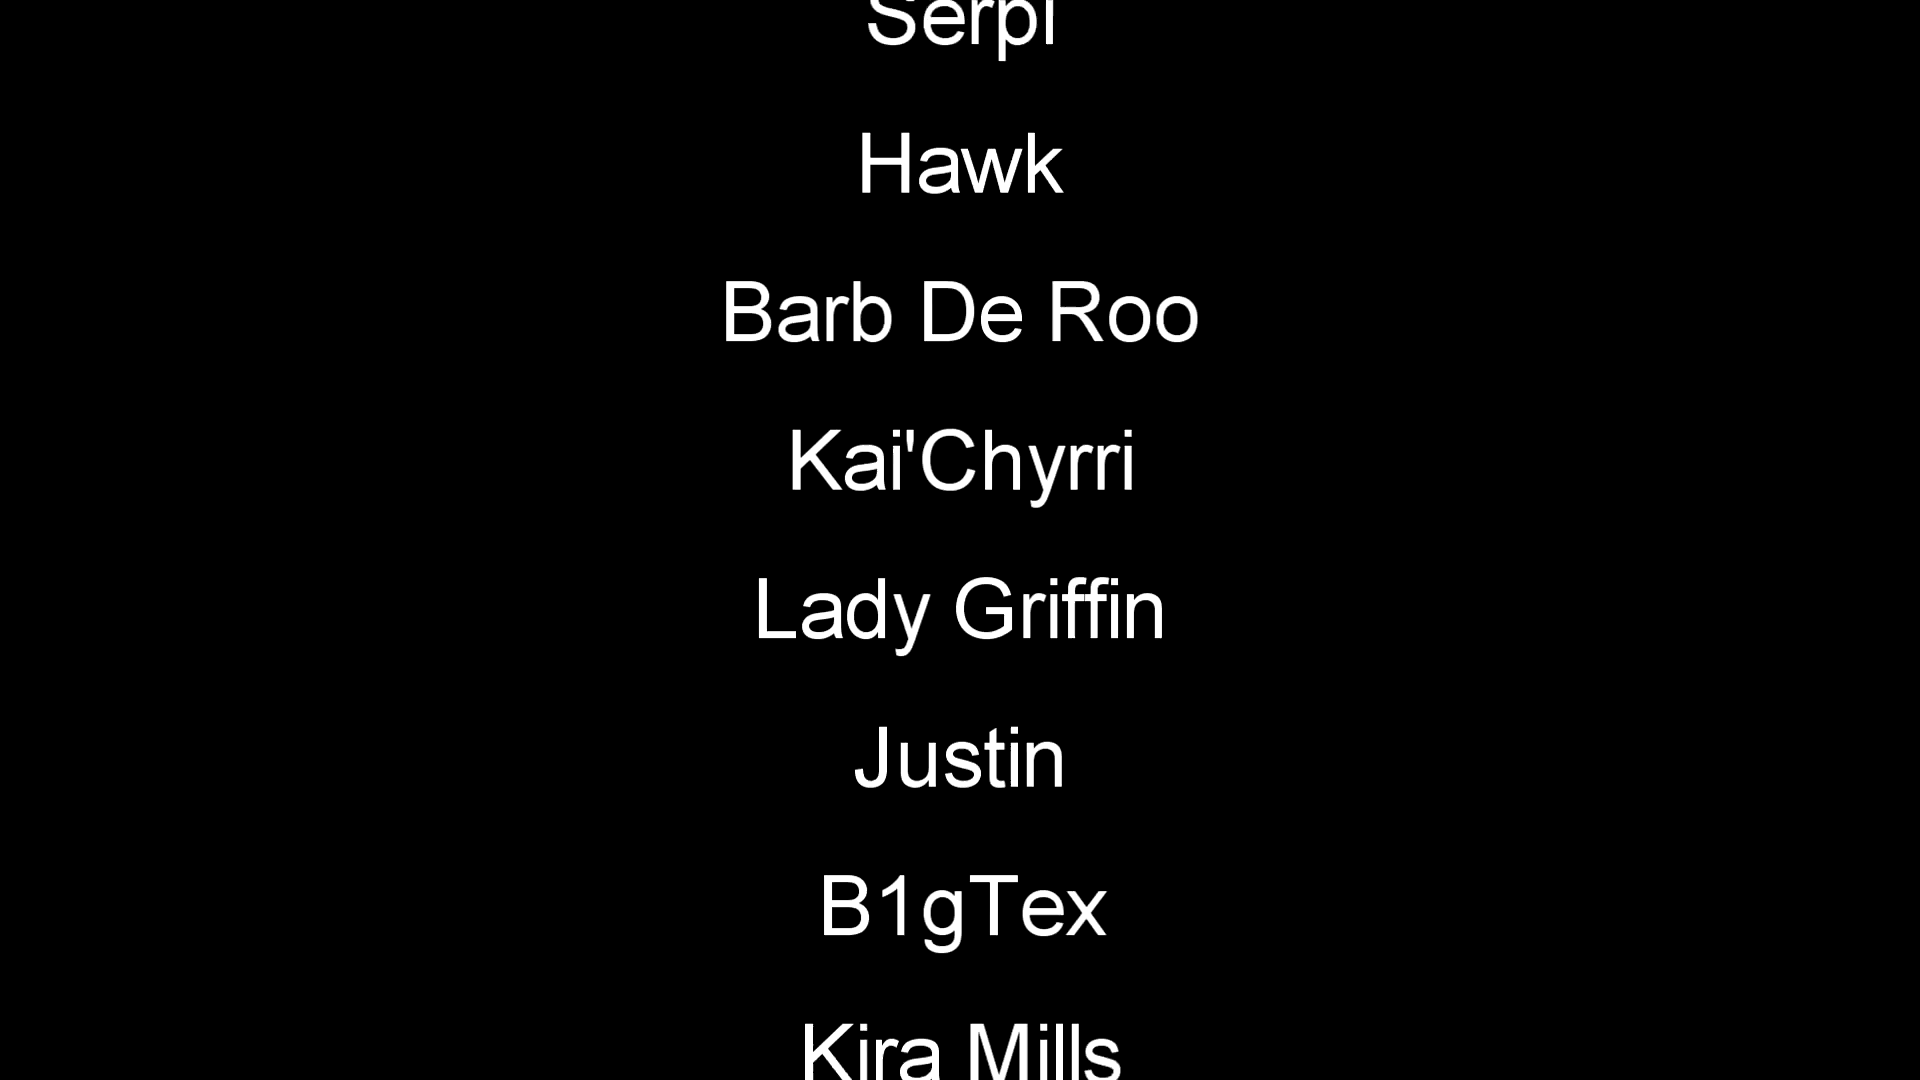 Hawk
Barb De Roo
Kai'Chyrri
Lady Griffin
Justin
B1gTex
Kira Mills